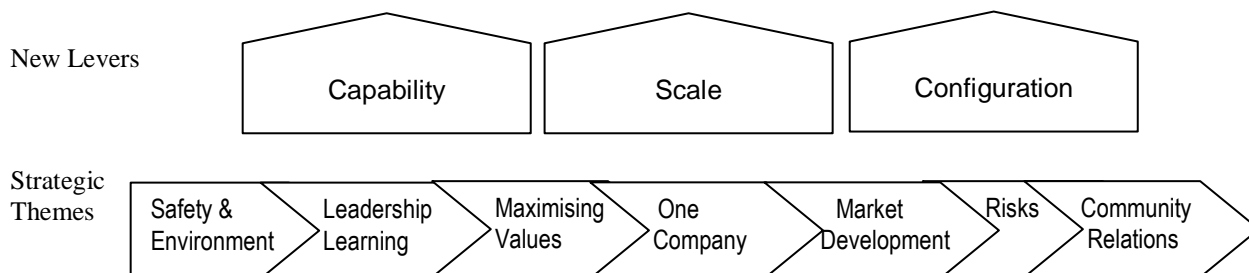 New Levers
Capability
Scale
Configuration
Strategic
Themes
Safety &
Environment
Leadership
Learning
Maximising
Values
One
Company
Market
Development
Risks
Community
Relations